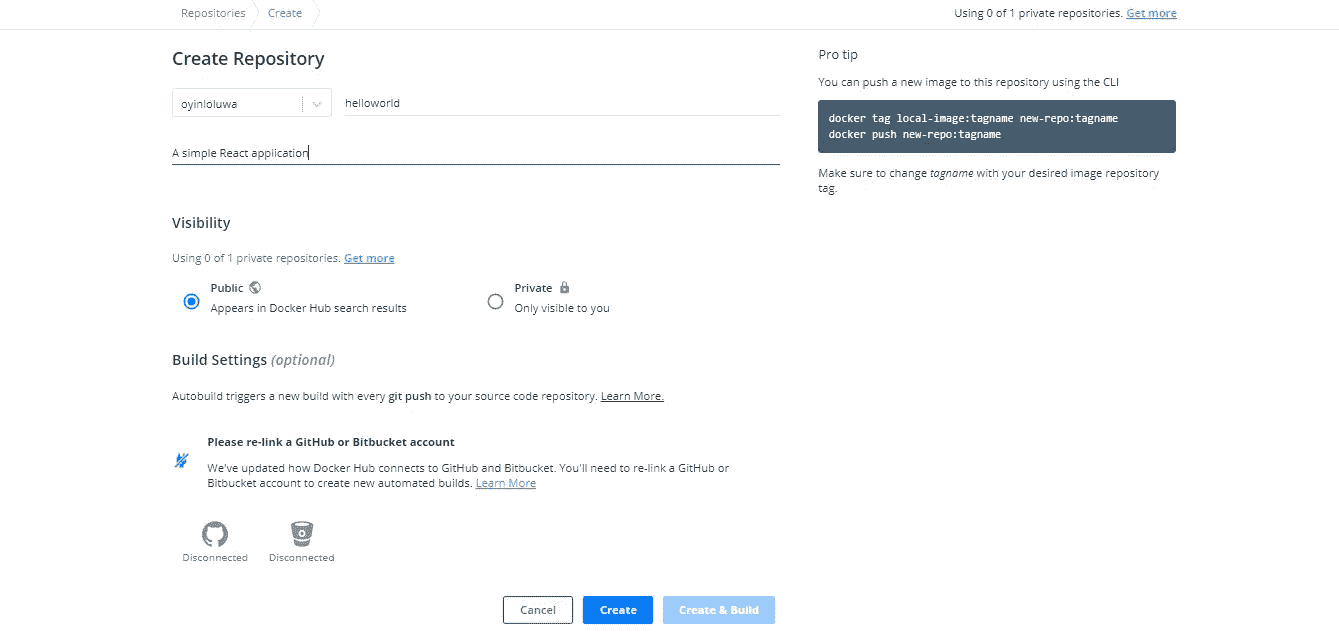 Repositories Create Using 0 of 1 private repositories. Get more
Create Repository
oyinloluwa helloworld
A simple React application
Visibility
Using 0 of 1 private repositories. Get more
Public Private
Appears in Docker Hub search results Only visible to you
Build Settings (optional)
Autobuild triggers a new build with every git push to your source code repository. Learn More.
Please re-link a GitHub or Bitbucket account
We've updated how Docker Hub connects to GitHub and Bitbucket. You'll need to re-link a GitHub or
Bitbucket account to create new automated builds. Learn More
Disconnected Disconnected
Cancel Create Create & Build
Pro tip
You can push a new image to this repository using the CLI
docker tag local-image:tagname new-repo:tagname
docker push new-repo:tagname
Make sure to change tagname with your desired image repository
tag.